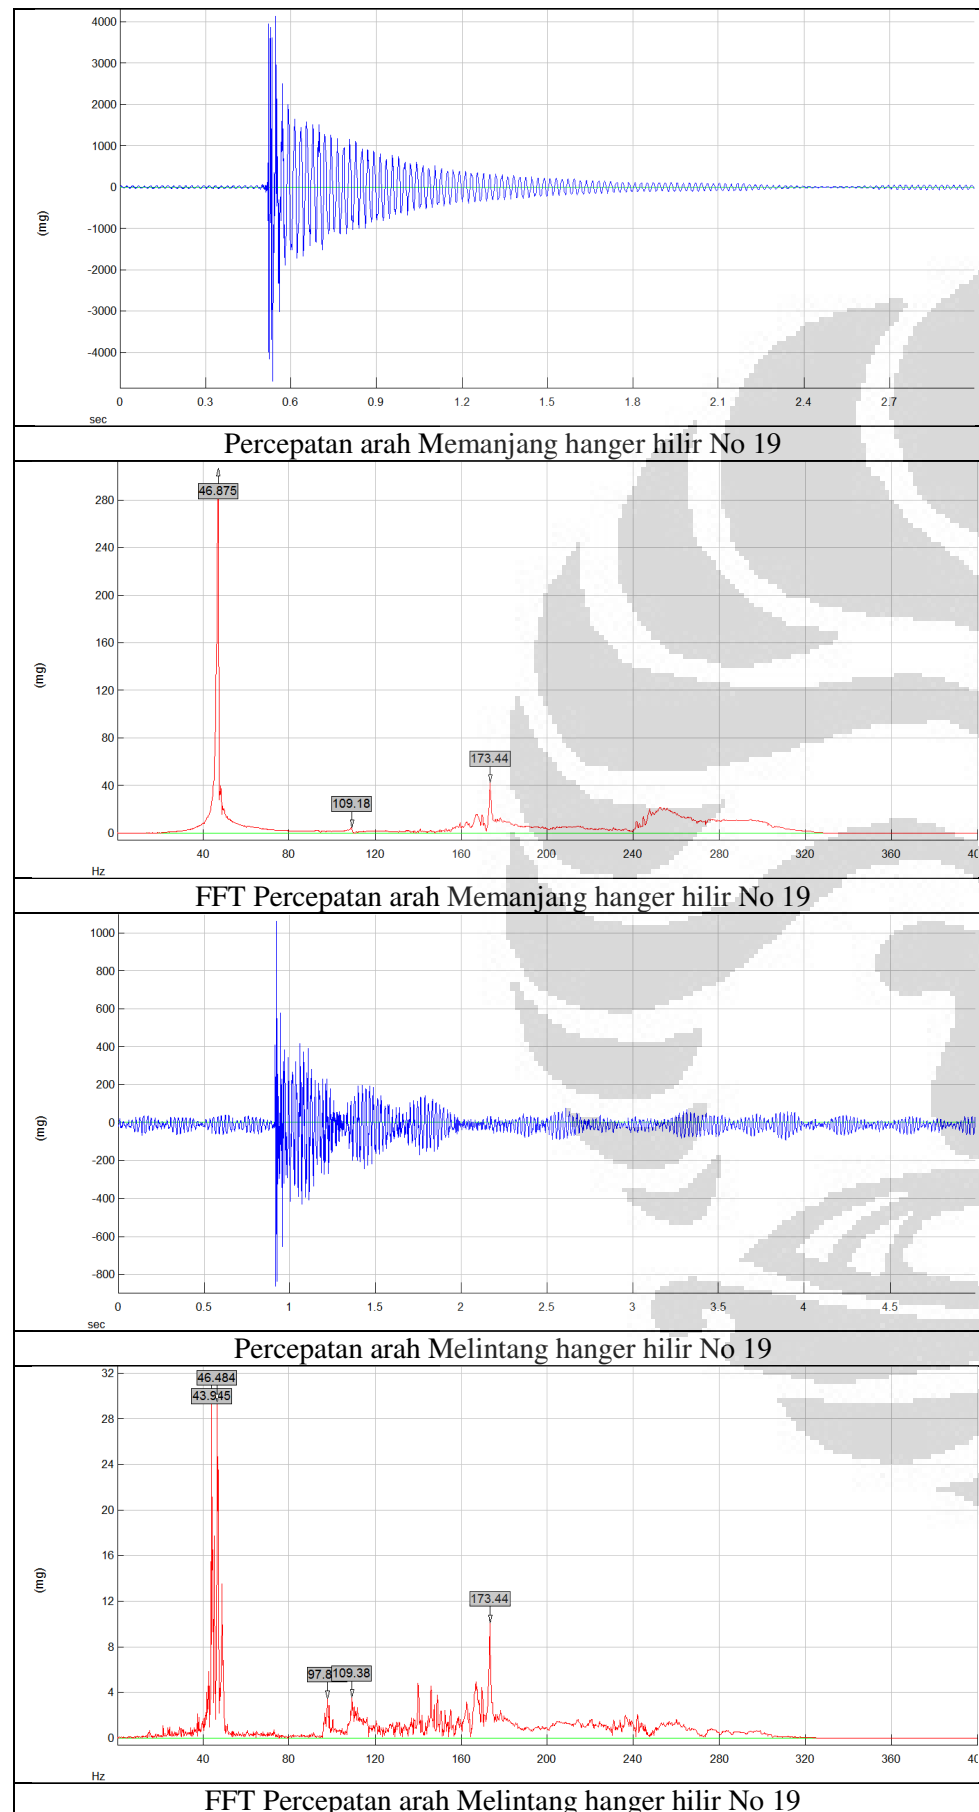 4000
3000
2000
1000
0
-1000
-2000
-3000
-4000
(mg)
0 0.3 0.6 0.9 1.2 1.5 1.8 2.1 2.4 2.7
sec
Percepatan arah Memanjang hanger hilir No 19
46.875
280
240
200
160
120
80
40
0
(mg)
173.44
109.18
40 80 120 160 200 240 280 320 360 40
Hz
FFT Percepatan arah Memanjang hanger hilir No 19
1000
800
600
400
200
0
-200
-400
-600
-800
(mg)
0 0.5 1 1.5 2 2.5 3 3.5 4 4.5
sec
Percepatan arah Melintang hanger hilir No 19
46.484
43.945
32
28
24
20
16
12
8
4
0
(mg)
173.44
97.8 109.38
40 80 120 160 200 240 280 320 360 40
Hz
FFT Percepatan arah Melintang hanger hilir No 19